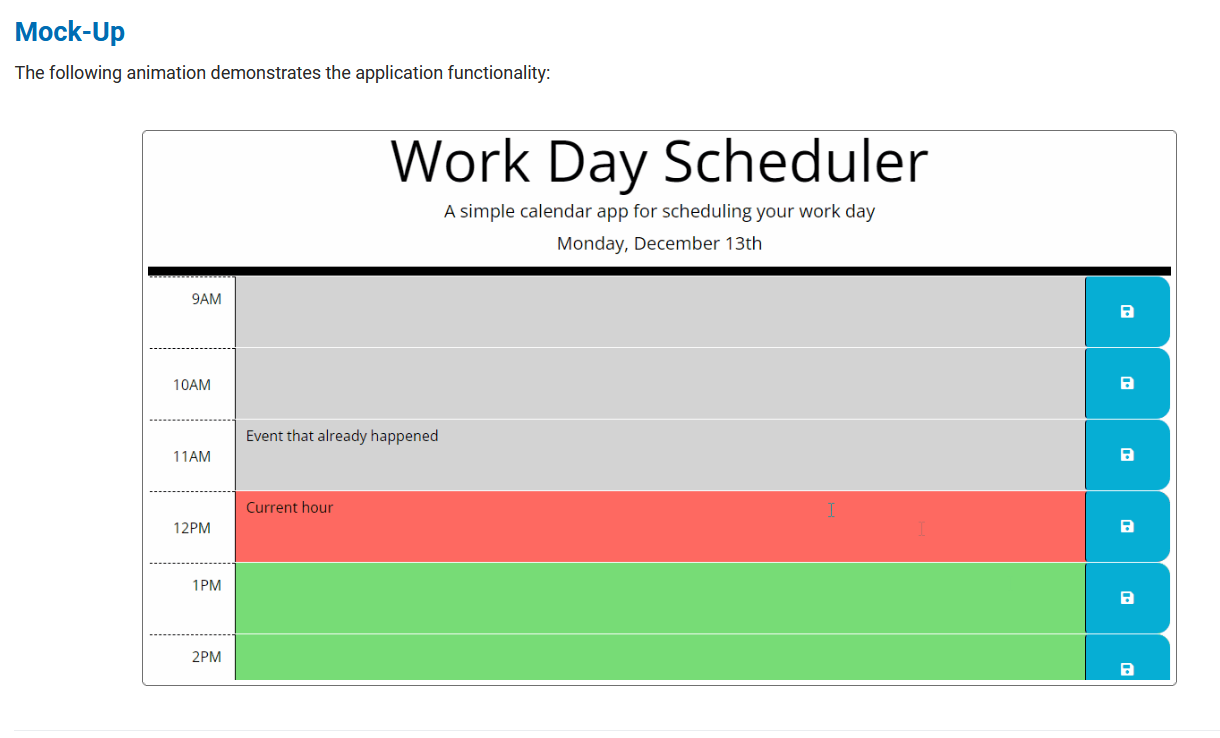 Mock-Up
The following animation demonstrates the application functionality:
Work Day Scheduler
A simple calendar app for scheduling your work day
Monday, December 13th
9AM
10AM
Event that already happened
11AM
Current hour
12PM
1PM
2PM